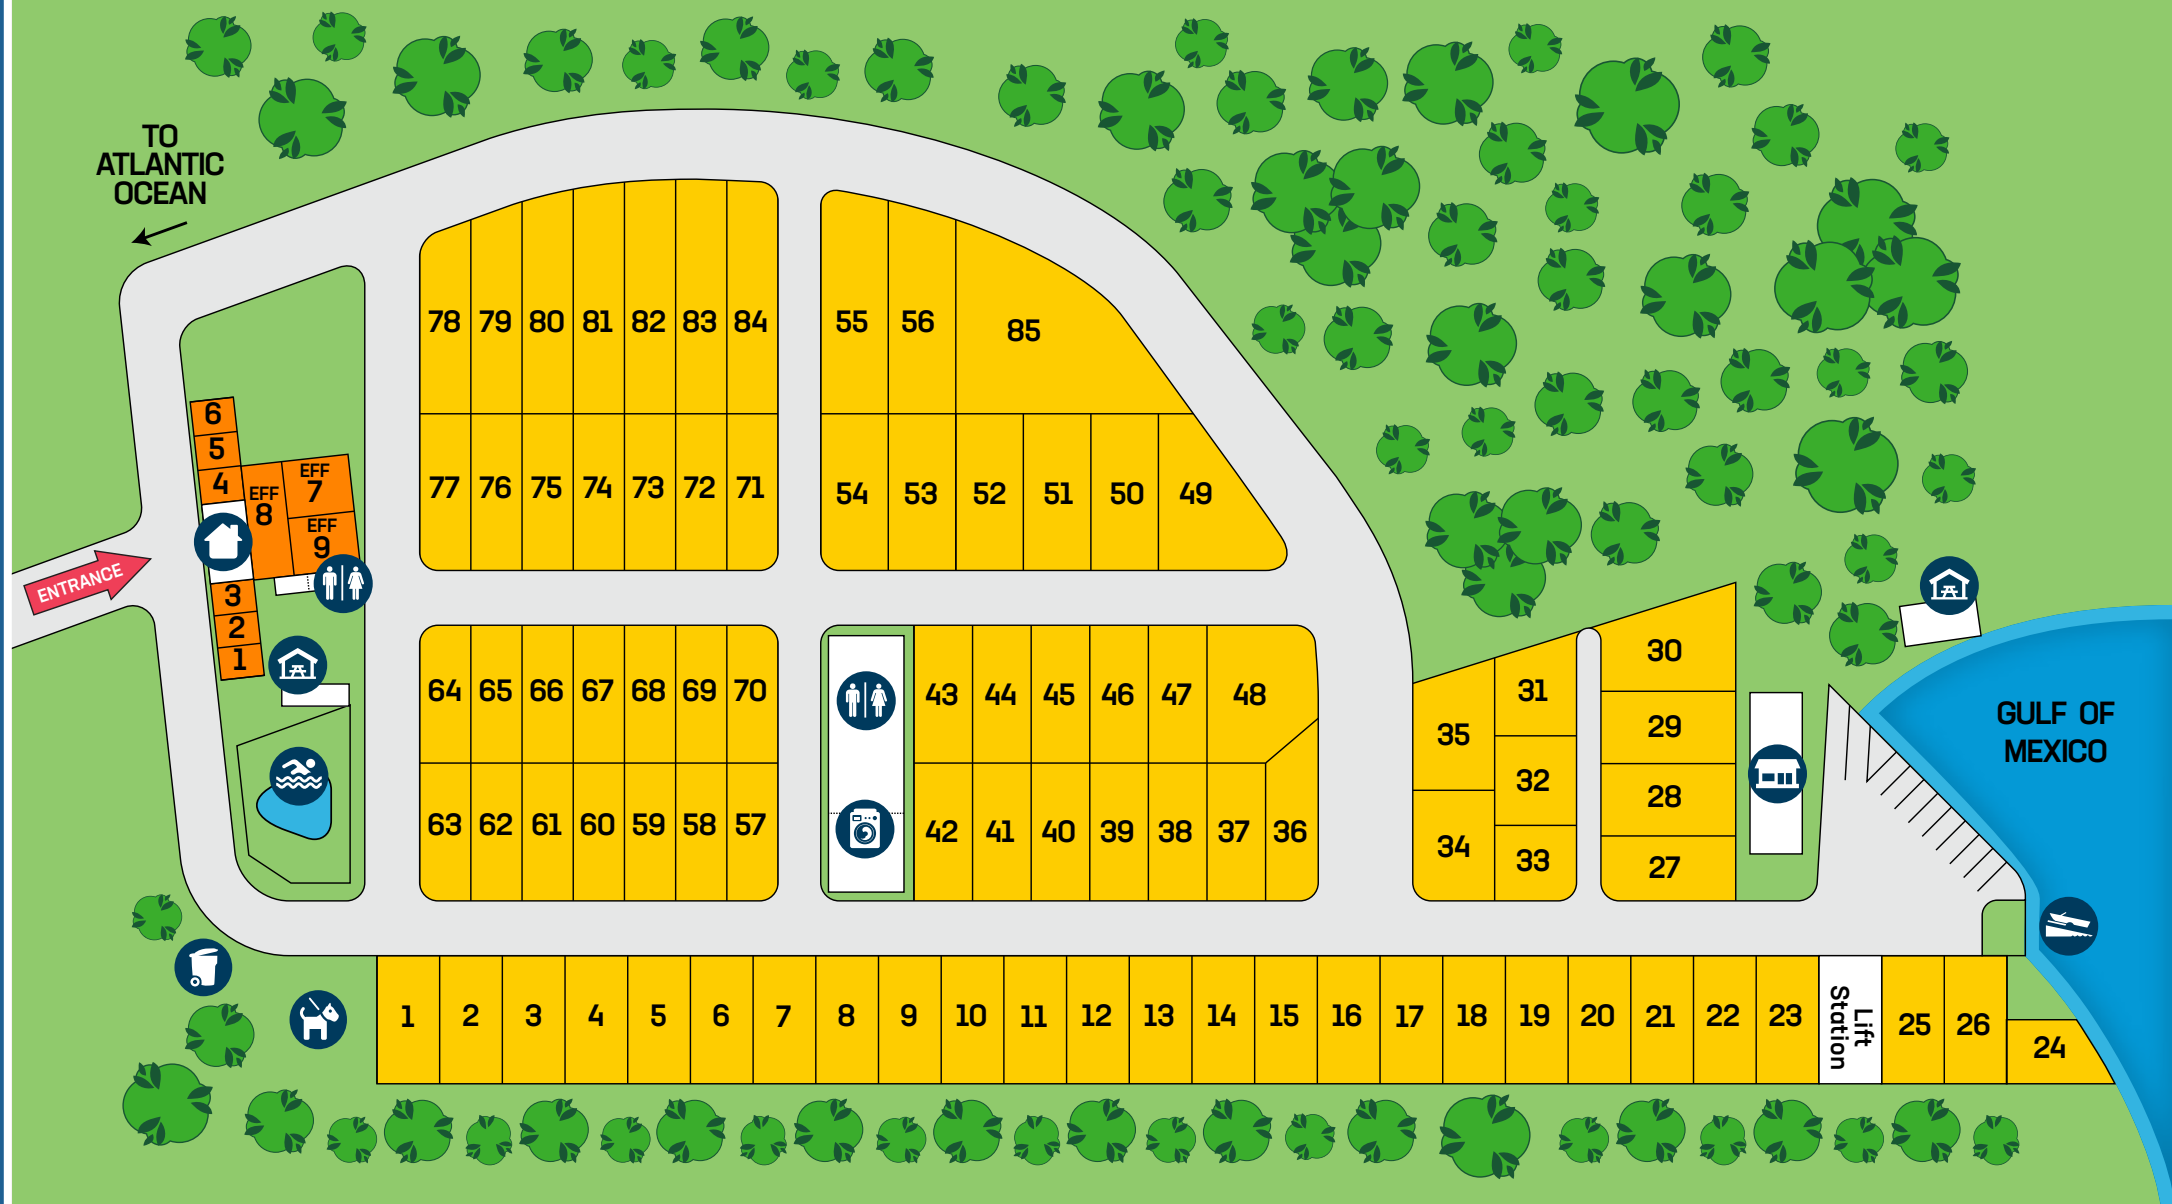 TO
ATLANTIC
OCEAN
78 79 80 81 82 83 84
55 56 85
6
5
4
EFF
8
EFF
7
EFF
9
77 76 75 74 73 72 71
54 53 52 51 50 49
ENTRANCE
3
2
1
64 65 66 67 68 69 70
43 44 45 46 47 48
63 62 61 60 59 58 57
42 41 40 39 38 37 36
35 31
32
34 33
30
29
28
27
GULF OF
MEXICO
1 2 3 4 5 6 7 8 9 10 11 12 13 14 15 16 17 18 19 20 21 22 23
Lift
Station
25 26 24